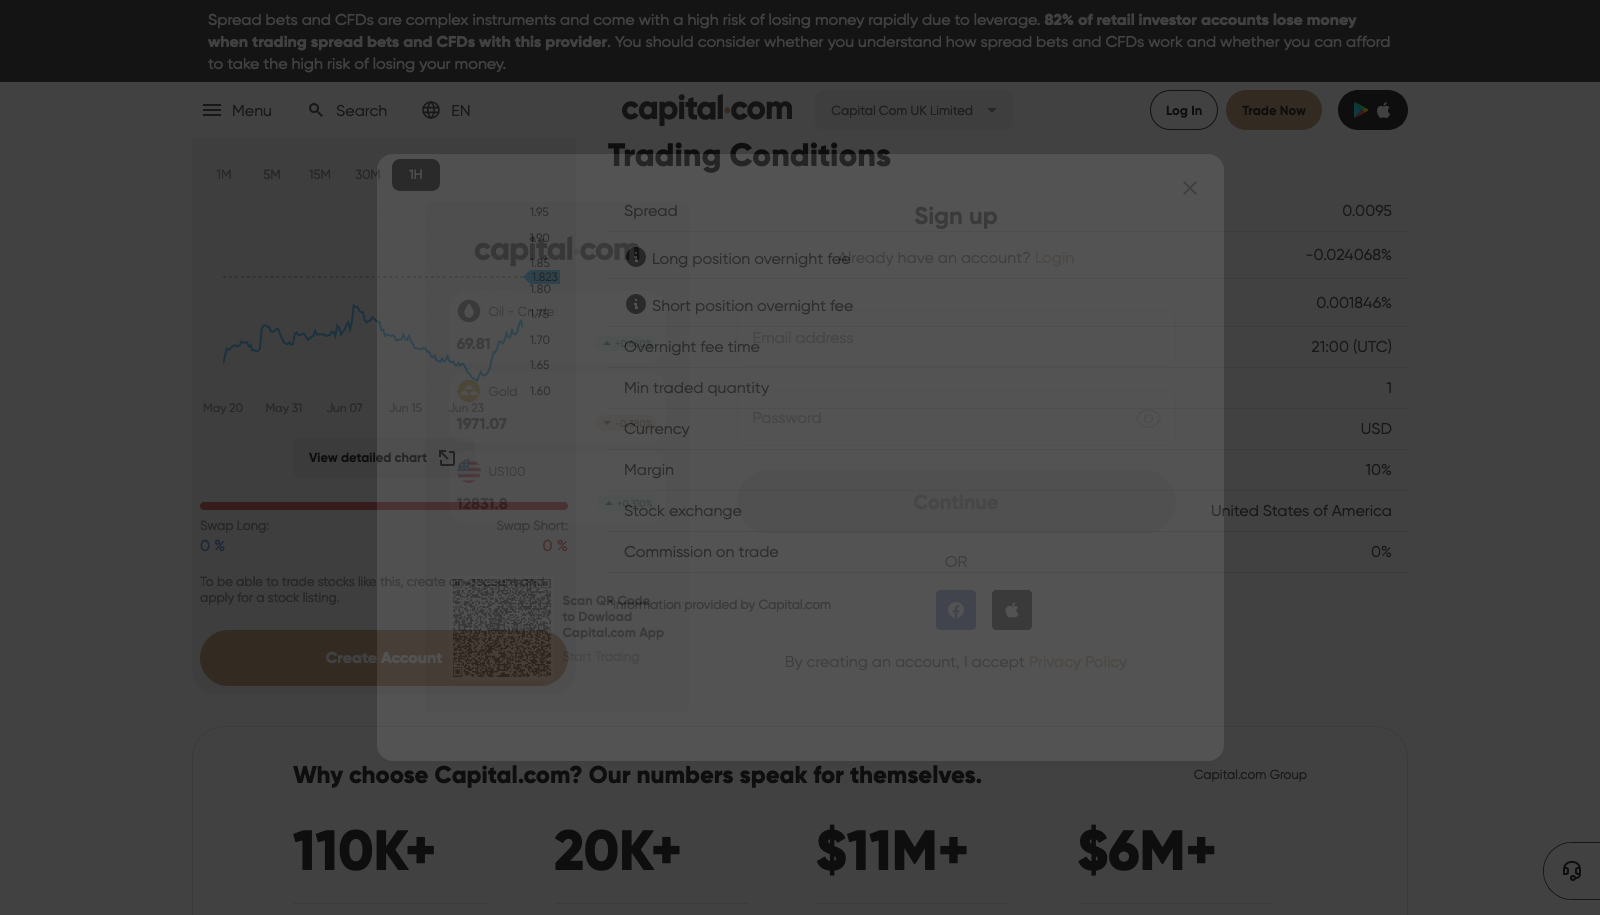 Spread bets and CFDs are complex instruments and come with a high risk of losing money rapidly due to leverage. 82% of retail investor accounts lose money
when trading spread bets and CFDs with this provider. You should consider whether you understand how spread bets and CFDs work and whether you can afford
to take the high risk of losing your money.
Menu
Search
EN
capital.com
Capital Com UK Limited
Log In
Trade Now
1M
5M
15M
30M
1H
1.95
1.90
1.85
1.823
1.80
1.75
1.70
1.65
1.60
May 20
May 31
Jun 07
Jun 15
Jun 23
View detailed chart
Swap Long:
0 %
Swap Short:
0 %
To be able to trade stocks like this, create an account and
apply for a stock listing.
Create Account
Trading Conditions
Spread
0.0095
Long position overnight fee
-0.024068%
Short position overnight fee
0.001846%
Overnight fee time
21:00 (UTC)
Min traded quantity
1
Currency
USD
Margin
10%
Stock exchange
United States of America
Commission on trade
0%
*Information provided by Capital.com
capital.com
Oil - Crude
69.81
Gold
1971.07
US100
12831.8
Scan QR Code
to Dowload
Capital.com App
Start Trading
Sign up
Already have an account? Login
Email address
Password
Continue
OR
By creating an account, I accept Privacy Policy
Why choose Capital.com? Our numbers speak for themselves.
Capital.com Group
110K+
20K+
$11M+
$6M+